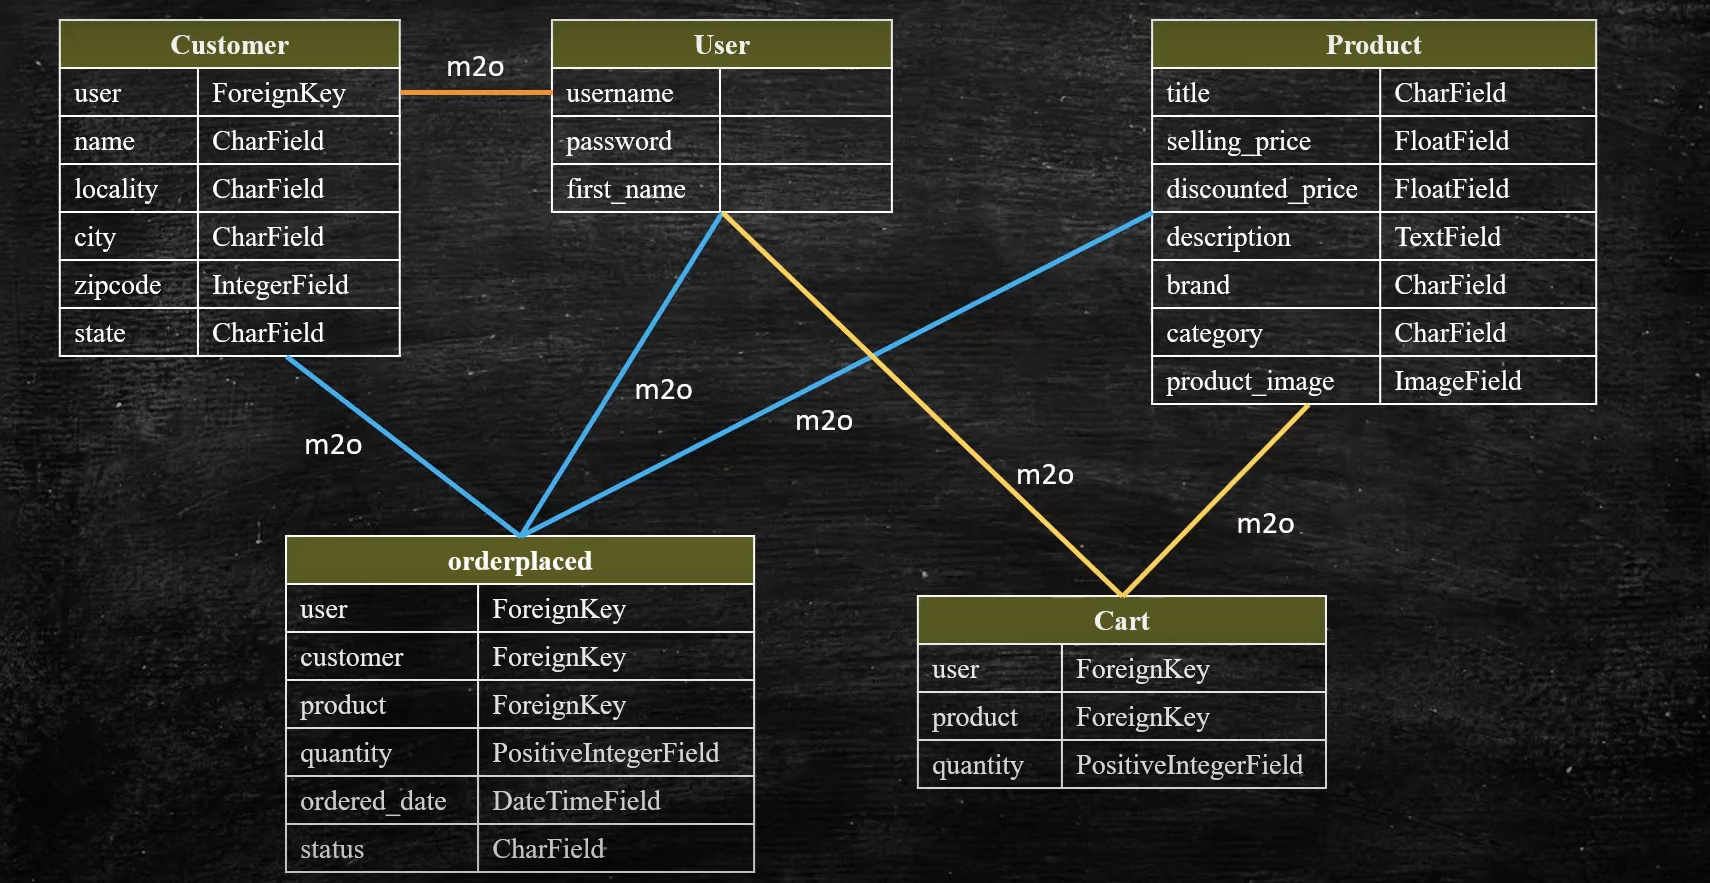 Customer
user ForeignKey
name CharField
locality CharField
city CharField
zipcode IntegerField
state CharField
m2o
User
username
password
first_name
Product
title CharField
selling_price FloatField
discounted_price FloatField
description TextField
brand CharField
category CharField
product_image ImageField
m2o
m2o
m2o
m2o
m2o
orderplaced
user ForeignKey
customer ForeignKey
product ForeignKey
quantity PositiveIntegerField
ordered_date DateTimeField
status CharField
Cart
user ForeignKey
product ForeignKey
quantity PositiveIntegerField